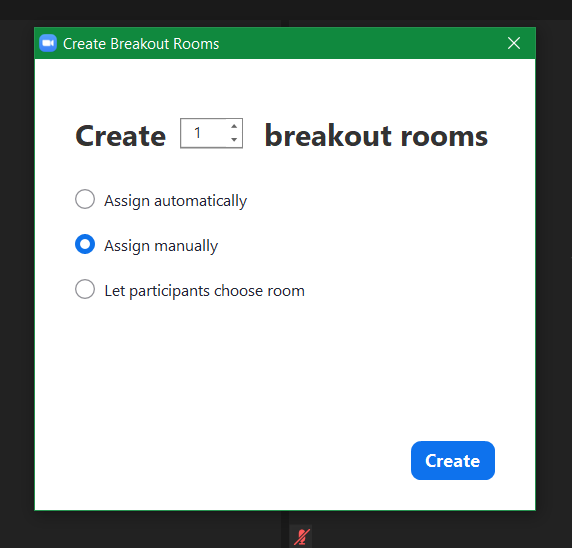 Create Breakout Rooms
Create 1 breakout rooms
Assign automatically
Assign manually
Let participants choose room
Create